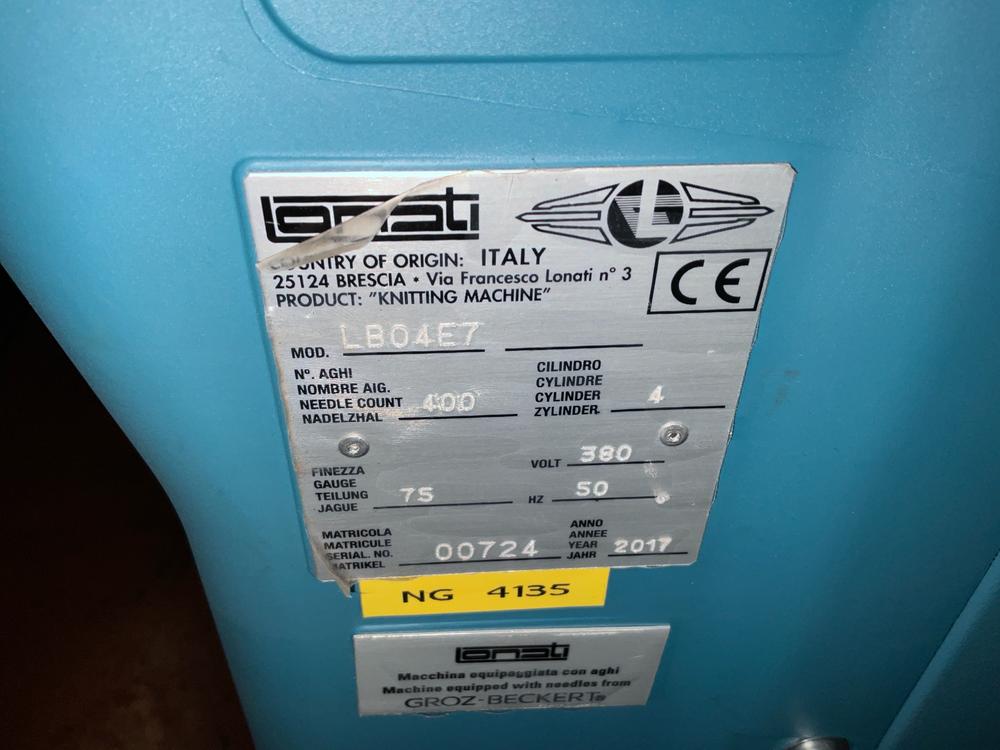 Lonati
L
COUNTRY OF ORIGIN: ITALY
25124 BRESCIA • Via Francesco Lonati n° 3
PRODUCT: "KNITTING MACHINE"
CE
MOD. LB04E7
N°. AGHI
NOMBRE AIG.
NEEDLE COUNT 400
NADELZHAL
CILINDRO
CYLINDRE
CYLINDER 4
ZYLINDER.
FINEZZA
GAUGE
TEILUNG 75
JAGUE
VOLT 380
HZ 50
MATRICOLA
MATRICULE
SERIAL. NO. 00724
MATRIKEL
ANNO
ANNEE
YEAR 2017
JAHR
NG 4135
Lonati
Macchina equipaggiata con aghi
Machine equipped with needles from
GROZ-BECKERT®